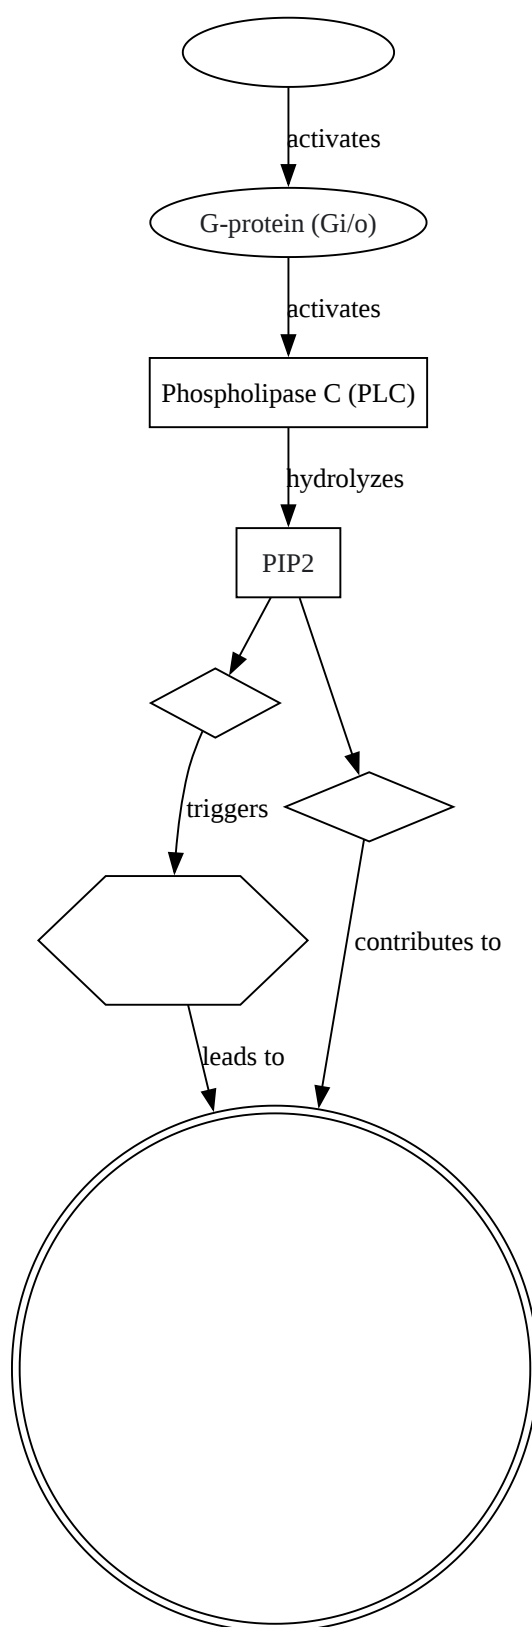 activates
G-protein (Gi/o)
activates
Phospholipase C (PLC)
hydrolyzes
PIP2
triggers
contributes to
leads to